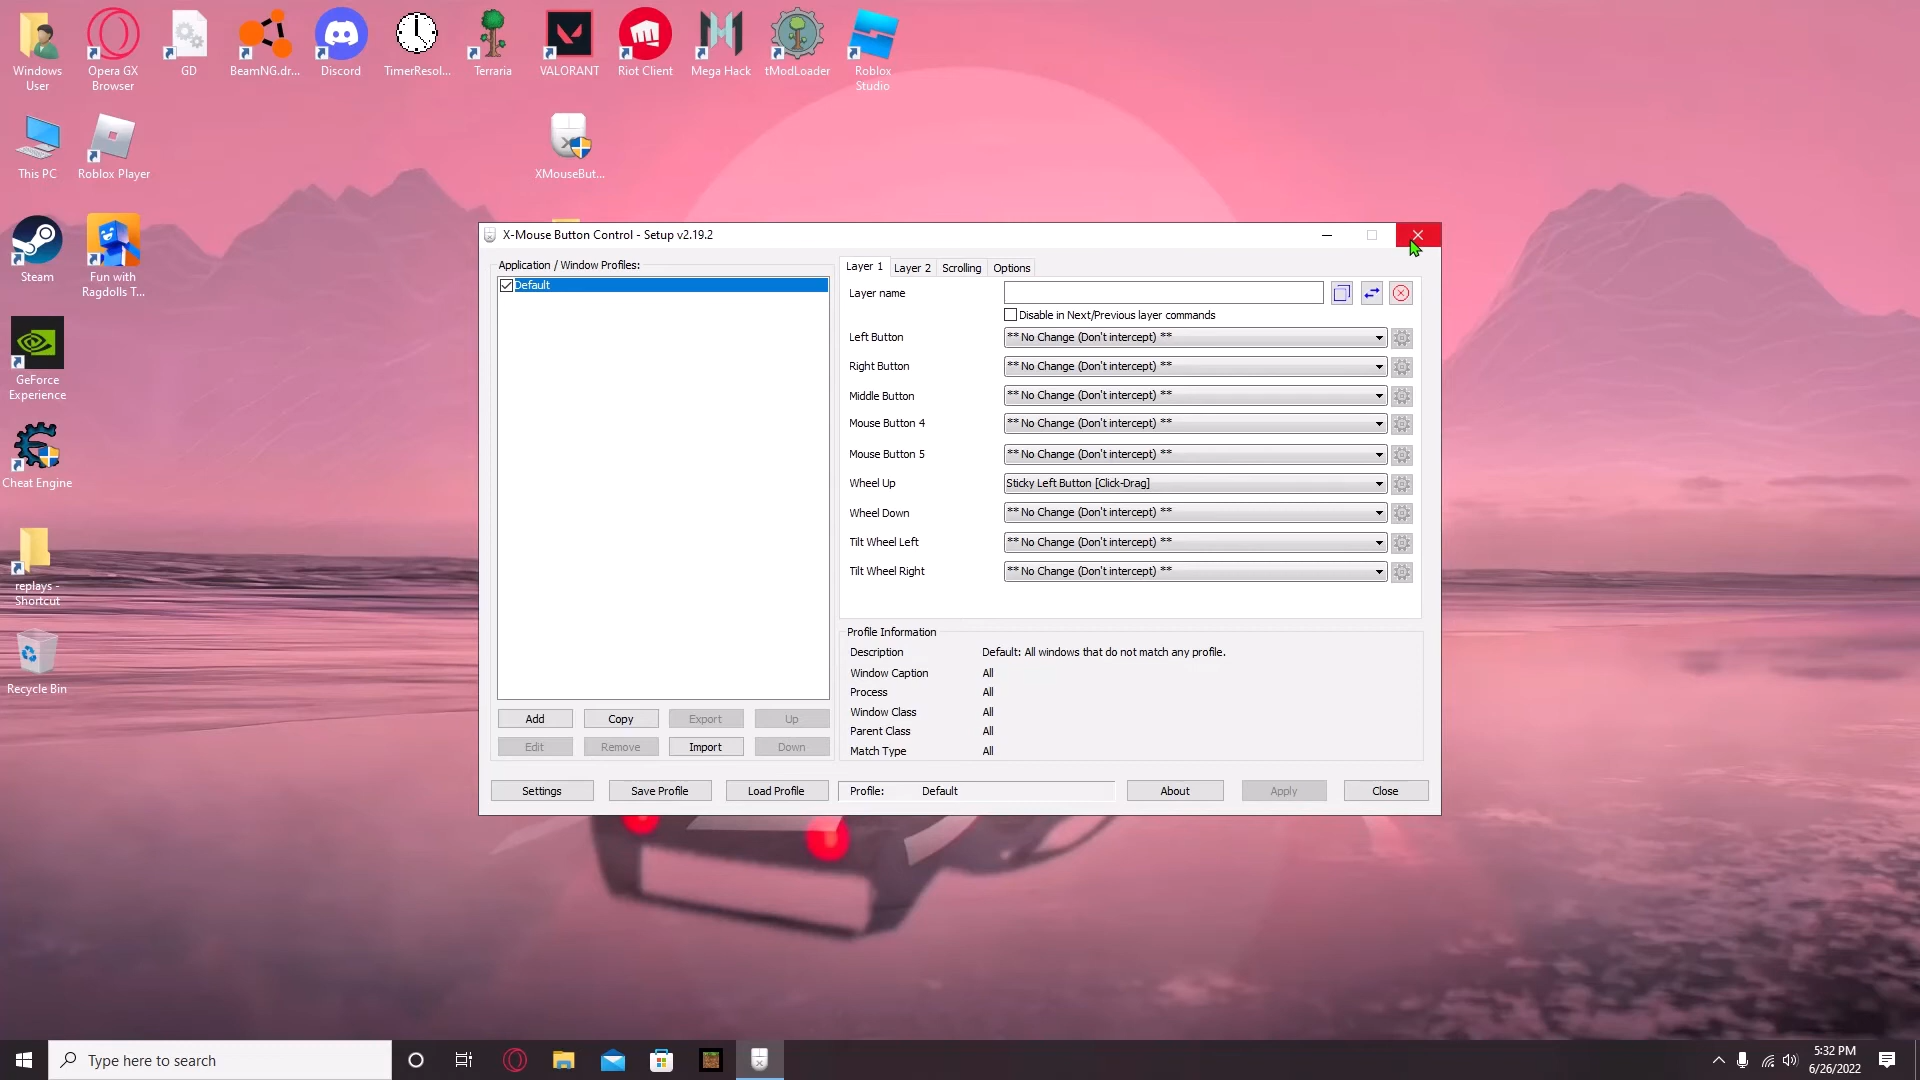 Windows
User
Opera GX
Browser
GD
BeamNG.dr...
Discord
TimerResol...
Terraria
VALORANT
Riot Client
Mega Hack
tModLoader
Roblox
Studio
This PC
Roblox Player
XMouseBut...
Steam
Fun with
Ragdolls T...
GeForce
Experience
Cheat Engine
replays -
Shortcut
Recycle Bin
X-Mouse Button Control - Setup v2.19.2
Application / Window Profiles:
Default
Add
Copy
Export
Up
Edit
Remove
Import
Down
Layer 1
Layer 2
Scrolling
Options
Layer name
Disable in Next/Previous layer commands
Left Button
** No Change (Don't intercept) **
Right Button
** No Change (Don't intercept) **
Middle Button
** No Change (Don't intercept) **
Mouse Button 4
** No Change (Don't intercept) **
Mouse Button 5
** No Change (Don't intercept) **
Wheel Up
Sticky Left Button [Click-Drag]
Wheel Down
** No Change (Don't intercept) **
Tilt Wheel Left
** No Change (Don't intercept) **
Tilt Wheel Right
** No Change (Don't intercept) **
Profile Information
Description
Default: All windows that do not match any profile.
Window Caption
All
Process
All
Window Class
All
Parent Class
All
Match Type
All
Settings
Save Profile
Load Profile
Profile:
Default
About
Apply
Close
Type here to search
5:32 PM
6/26/2022